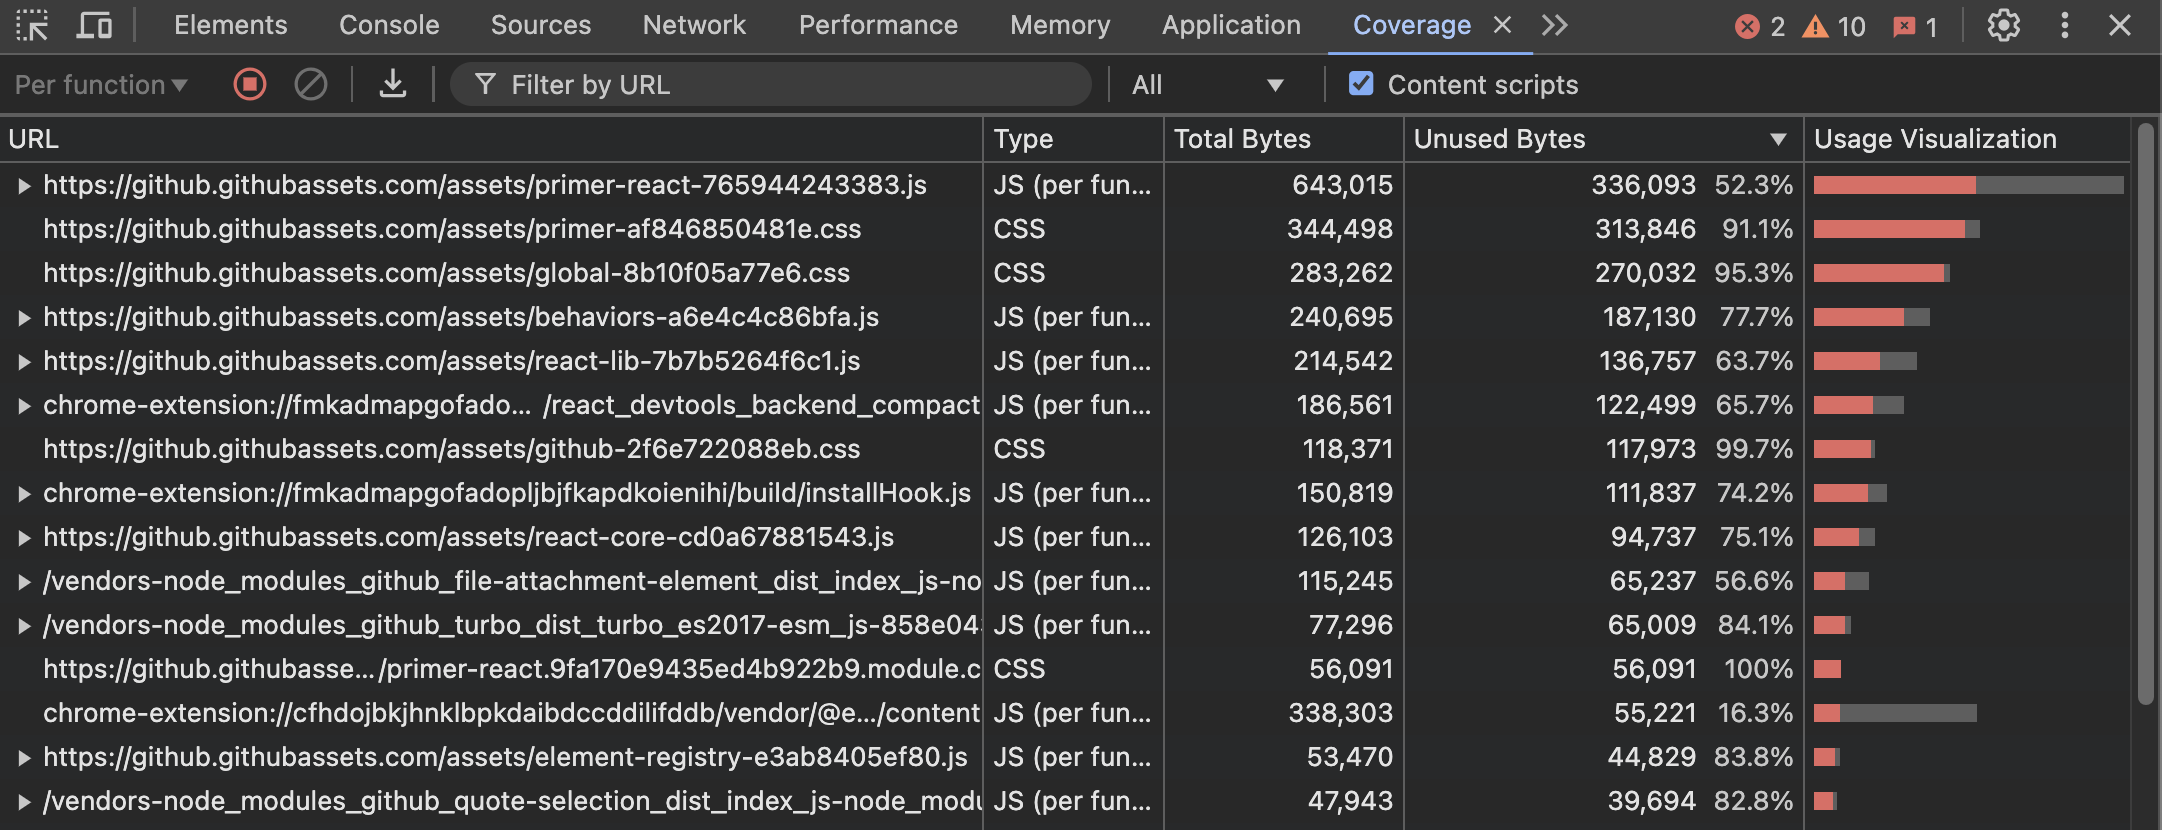 Elements Console Sources Network Performance Memory Application Coverage 2 10 1
Per function Filter by URL All Content scripts
URL Type Total Bytes Unused Bytes Usage Visualization
https://github.githubassets.com/assets/primer-react-765944243383.js JS (per fun... 643,015 336,093 52.3%
https://github.githubassets.com/assets/primer-af846850481e.css CSS 344,498 313,846 91.1%
https://github.githubassets.com/assets/global-8b10f05a77e6.css CSS 283,262 270,032 95.3%
https://github.githubassets.com/assets/behaviors-a6e4c4c86bfa.js JS (per fun... 240,695 187,130 77.7%
https://github.githubassets.com/assets/react-lib-7b7b5264f6c1.js JS (per fun... 214,542 136,757 63.7%
chrome-extension://fmkadmapgofado... /react_devtools_backend_compact JS (per fun... 186,561 122,499 65.7%
https://github.githubassets.com/assets/github-2f6e722088eb.css CSS 118,371 117,973 99.7%
chrome-extension://fmkadmapgofadopljbjfkapdkoienihi/build/installHook.js JS (per fun... 150,819 111,837 74.2%
https://github.githubassets.com/assets/react-core-cd0a67881543.js JS (per fun... 126,103 94,737 75.1%
/vendors-node_modules_github_file-attachment-element_dist_index_js-no JS (per fun... 115,245 65,237 56.6%
/vendors-node_modules_github_turbo_dist_turbo_es2017-esm_js-858e043 JS (per fun... 77,296 65,009 84.1%
https://github.githubasse.../primer-react.9fa170e9435ed4b922b9.module.c CSS 56,091 56,091 100%
chrome-extension://cfhdojbkjhnklbpkdaibdccddilifddb/vendor/@e.../content JS (per fun... 338,303 55,221 16.3%
https://github.githubassets.com/assets/element-registry-e3ab8405ef80.js JS (per fun... 53,470 44,829 83.8%
/vendors-node_modules_github_quote-selection_dist_index_js-node_modu JS (per fun... 47,943 39,694 82.8%